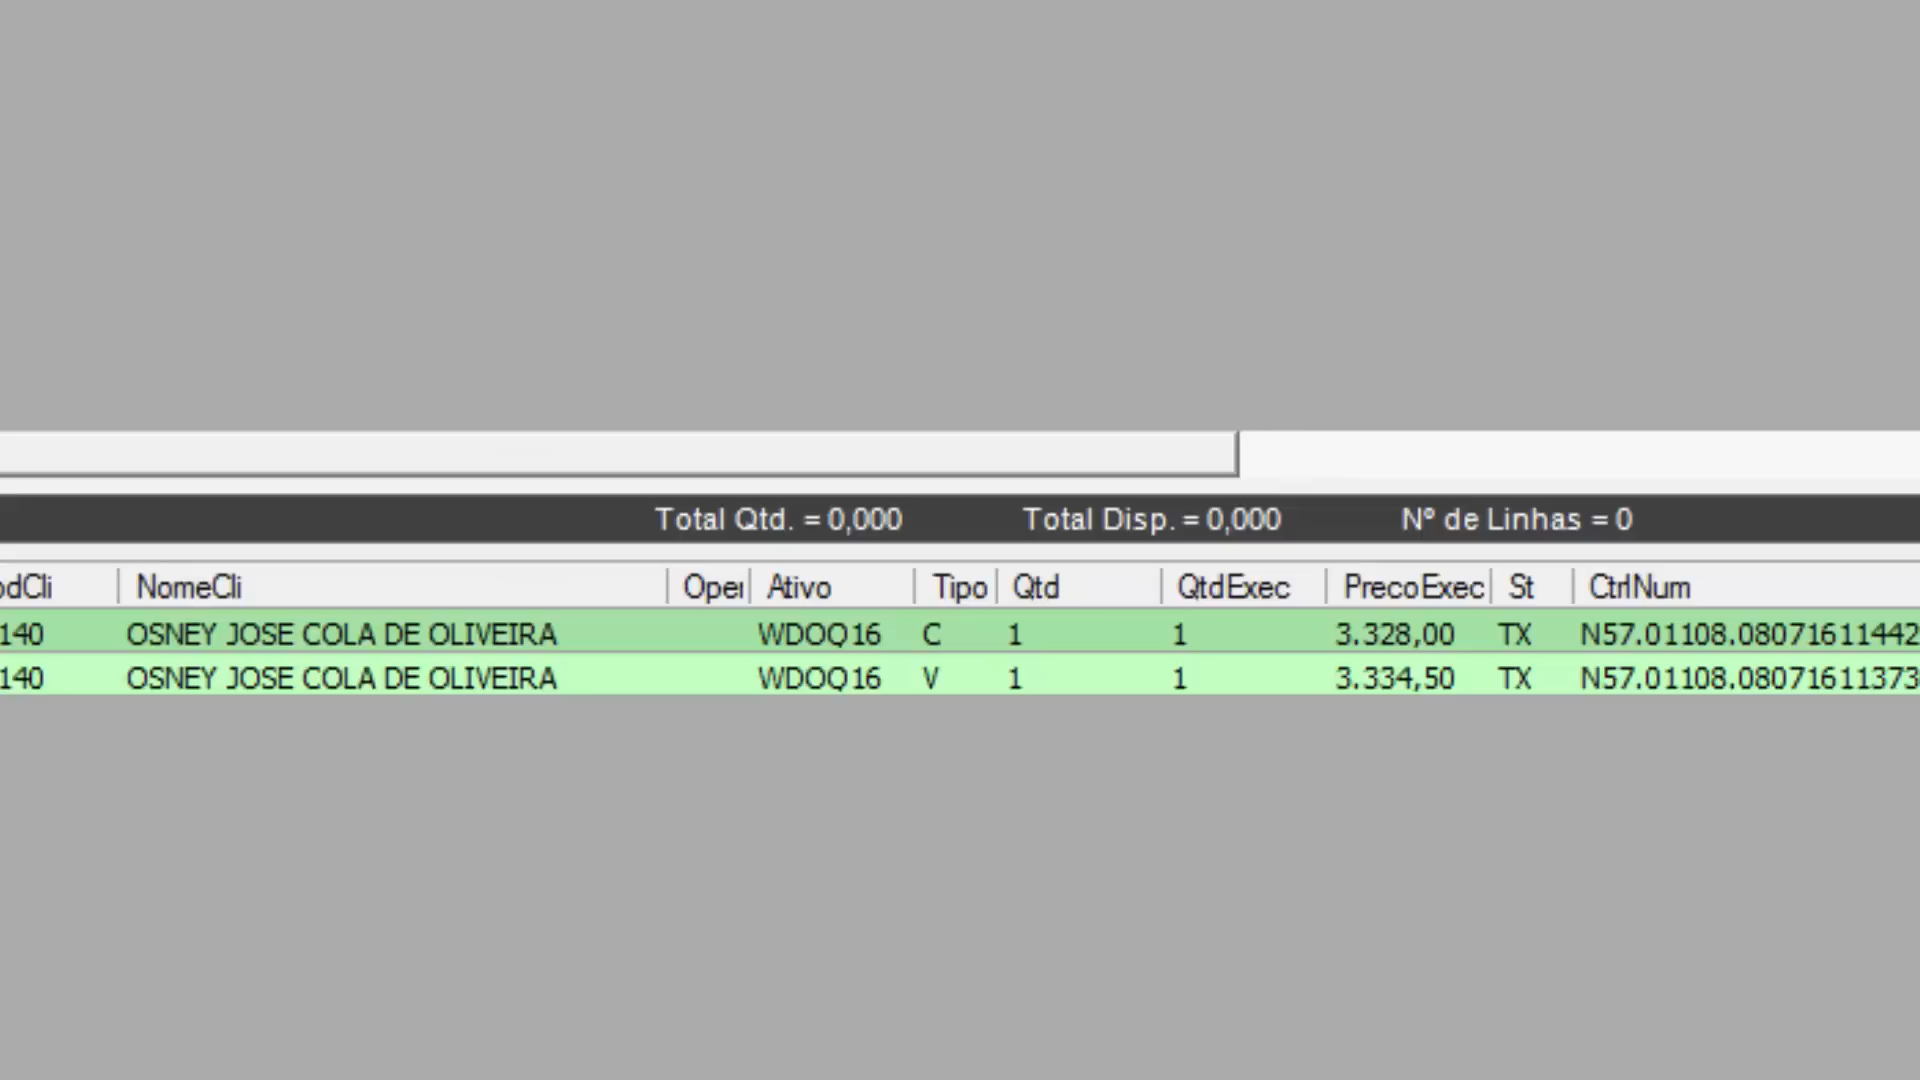 Total Qtd. = 0,000 Total Disp. = 0,000 Nº de Linhas = 0
odCli NomeCli Oper Ativo Tipo Qtd QtdExec PrecoExec St CtrlNum
140 OSNEY JOSE COLA DE OLIVEIRA WDOQ16 C 1 1 3.328,00 TX N57.01108.08071611442
140 OSNEY JOSE COLA DE OLIVEIRA WDOQ16 V 1 1 3.334,50 TX N57.01108.08071611373